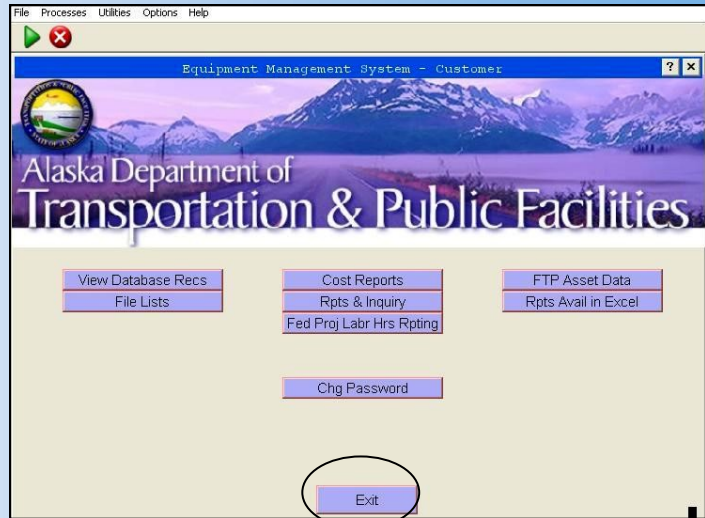 File Processes Utilities Options Help
Equipment Management System - Customer
? ×
Alaska Department of
Transportation & Public Facilities
View Database Recs Cost Reports FTP Asset Data
File Lists Rpts & Inquiry Rpts Avail in Excel
Fed Proj Labr Hrs Rpting
Chg Password
Exit